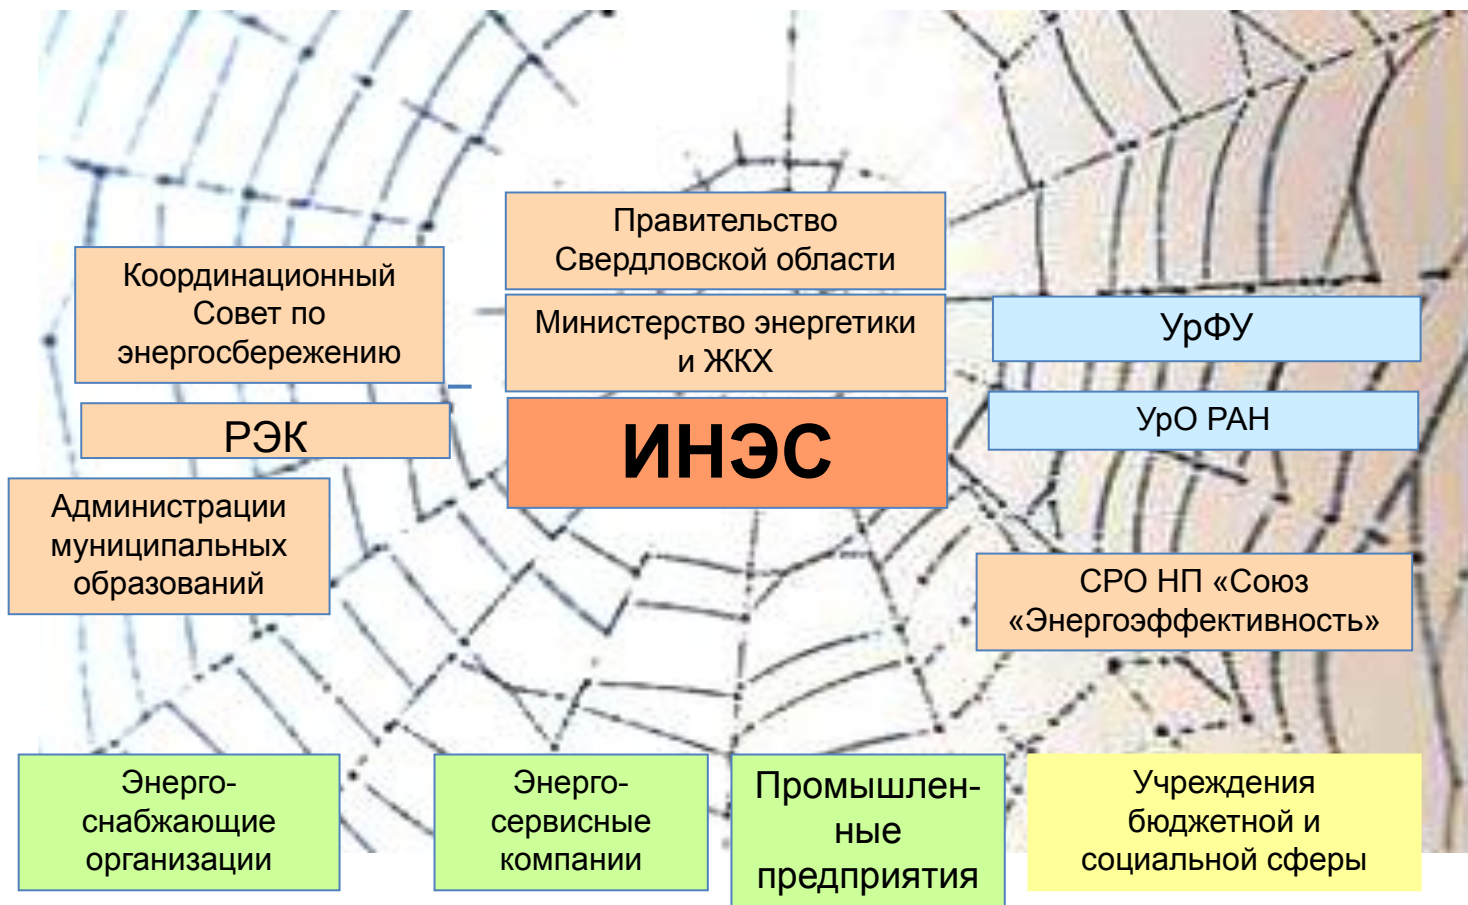 Правительство
Свердловской области
Координационный
Совет по
энергосбережению
Министерство энергетики
и ЖКХ
УрФУ
РЭК
ИНЭС
УрО РАН
Администрации
муниципальных
образований
СРО НП «Союз
«Энергоэффективность»
Энерго-
снабжающие
организации
Энерго-
сервисные
компании
Промышлен-
ные
предприятия
Учреждения
бюджетной и
социальной сферы